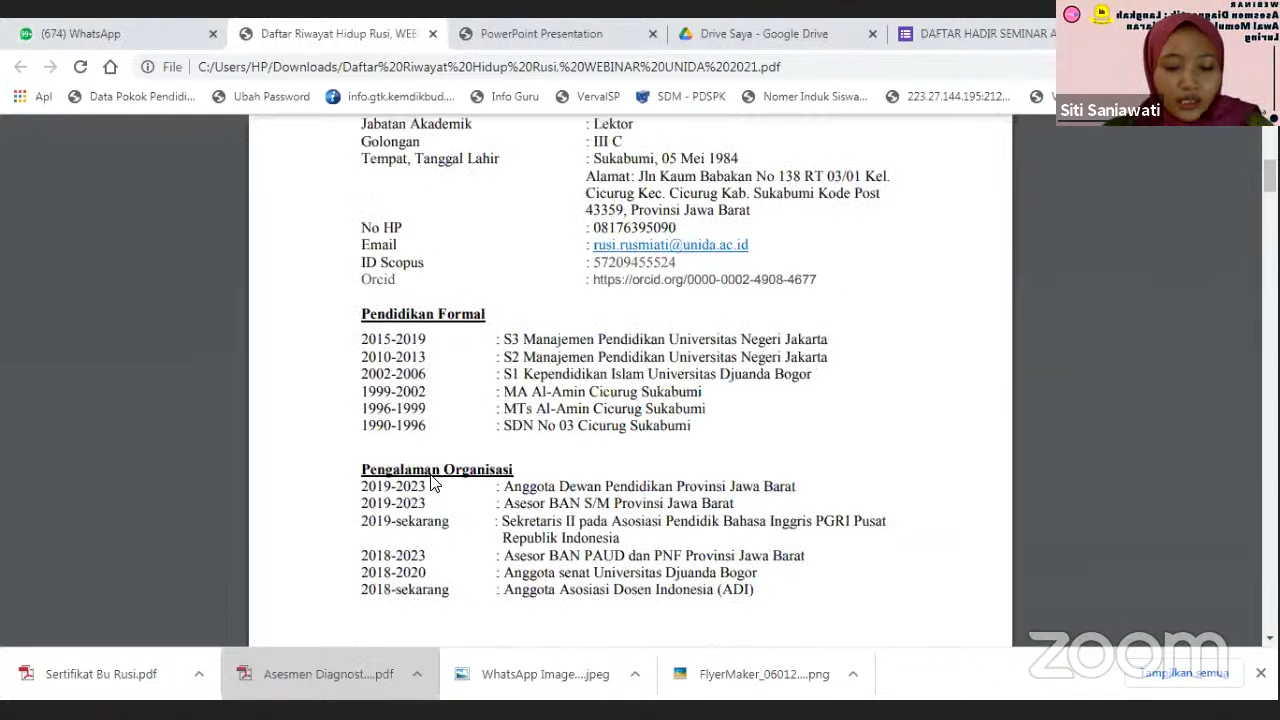 (674) WhatsApp
Daftar Riwayat Hidup Rusi, WEB
PowerPoint Presentation
Drive Saya - Google Drive
DAFTAR HADIR SEMINAR A
File
C:/Users/HP/Downloads/Daftar%20Riwayat%20Hidup%20Rusi,%20WEBINAR%20UNIDA%202021.pdf
Apl
Data Pokok Pendidi...
Ubah Password
info.gtk.kemdikbud....
Info Guru
VervalSP
SDM - PDSPK
Nomer Induk Siswa...
223.27.144.195:212...
WEBINAR
Asesmen Diagnostik : Langkah
Luring
Siti Saniawati
Jabatan Akademik : Lektor
Golongan : III C
Tempat, Tanggal Lahir : Sukabumi, 05 Mei 1984
Alamat: Jln Kaum Babakan No 138 RT 03/01 Kel.
Cicurug Kec. Cicurug Kab. Sukabumi Kode Post
43359, Provinsi Jawa Barat
No HP : 08176395090
Email : rusi.rusmiati@unida.ac.id
ID Scopus : 57209455524
Orcid : https://orcid.org/0000-0002-4908-4677
Pendidikan Formal
2015-2019 : S3 Manajemen Pendidikan Universitas Negeri Jakarta
2010-2013 : S2 Manajemen Pendidikan Universitas Negeri Jakarta
2002-2006 : S1 Kependidikan Islam Universitas Djuanda Bogor
1999-2002 : MA Al-Amin Cicurug Sukabumi
1996-1999 : MTs Al-Amin Cicurug Sukabumi
1990-1996 : SDN No 03 Cicurug Sukabumi
Pengalaman Organisasi
2019-2023 : Anggota Dewan Pendidikan Provinsi Jawa Barat
2019-2023 : Asesor BAN S/M Provinsi Jawa Barat
2019-sekarang : Sekretaris II pada Asosiasi Pendidik Bahasa Inggris PGRI Pusat
Republik Indonesia
2018-2023 : Asesor BAN PAUD dan PNF Provinsi Jawa Barat
2018-2020 : Anggota senat Universitas Djuanda Bogor
2018-sekarang : Anggota Asosiasi Dosen Indonesia (ADI)
zoom
Sertifikat Bu Rusi.pdf
Asesmen Diagnost....pdf
WhatsApp Image....jpeg
FlyerMaker_06012....png
Tampilkan semua